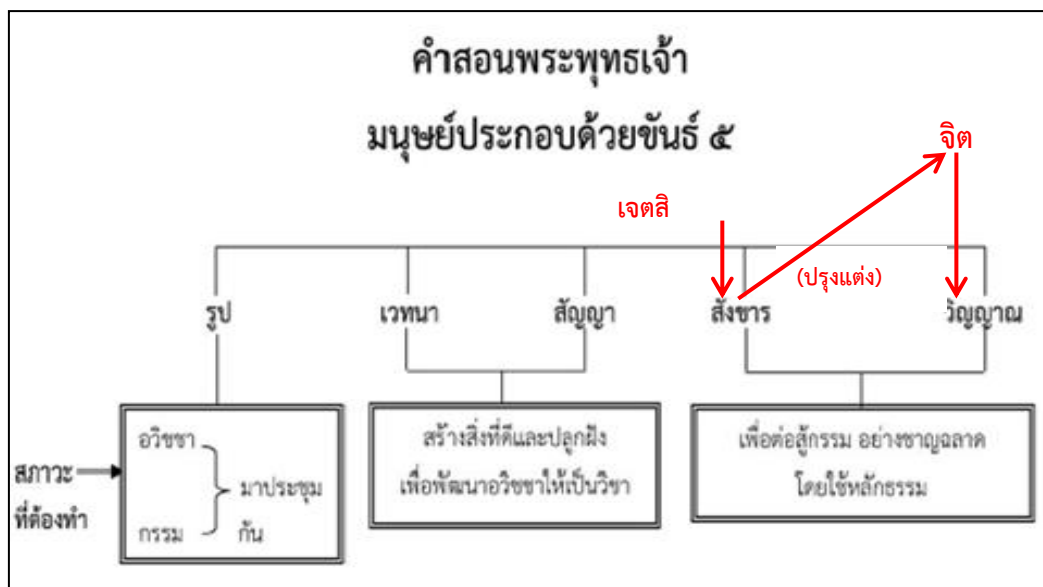 คำสอนพระพุทธเจ้า
มนุษย์ประกอบด้วยขันธ์ ๕
จิต
เจตสิ
(ปรุงแต่ง)
รูป
เวทนา
สัญญา
สังขาร
วิญญาณ
สภาวะ
ที่ต้องทำ
อวิชชา
มาประชุม
กรรม
กัน
สร้างสิ่งที่ดีและปลูกฝัง
เพื่อพัฒนาอวิชชาให้เป็นวิชา
เพื่อต่อสู้กรรม อย่างชาญฉลาด
โดยใช้หลักธรรม